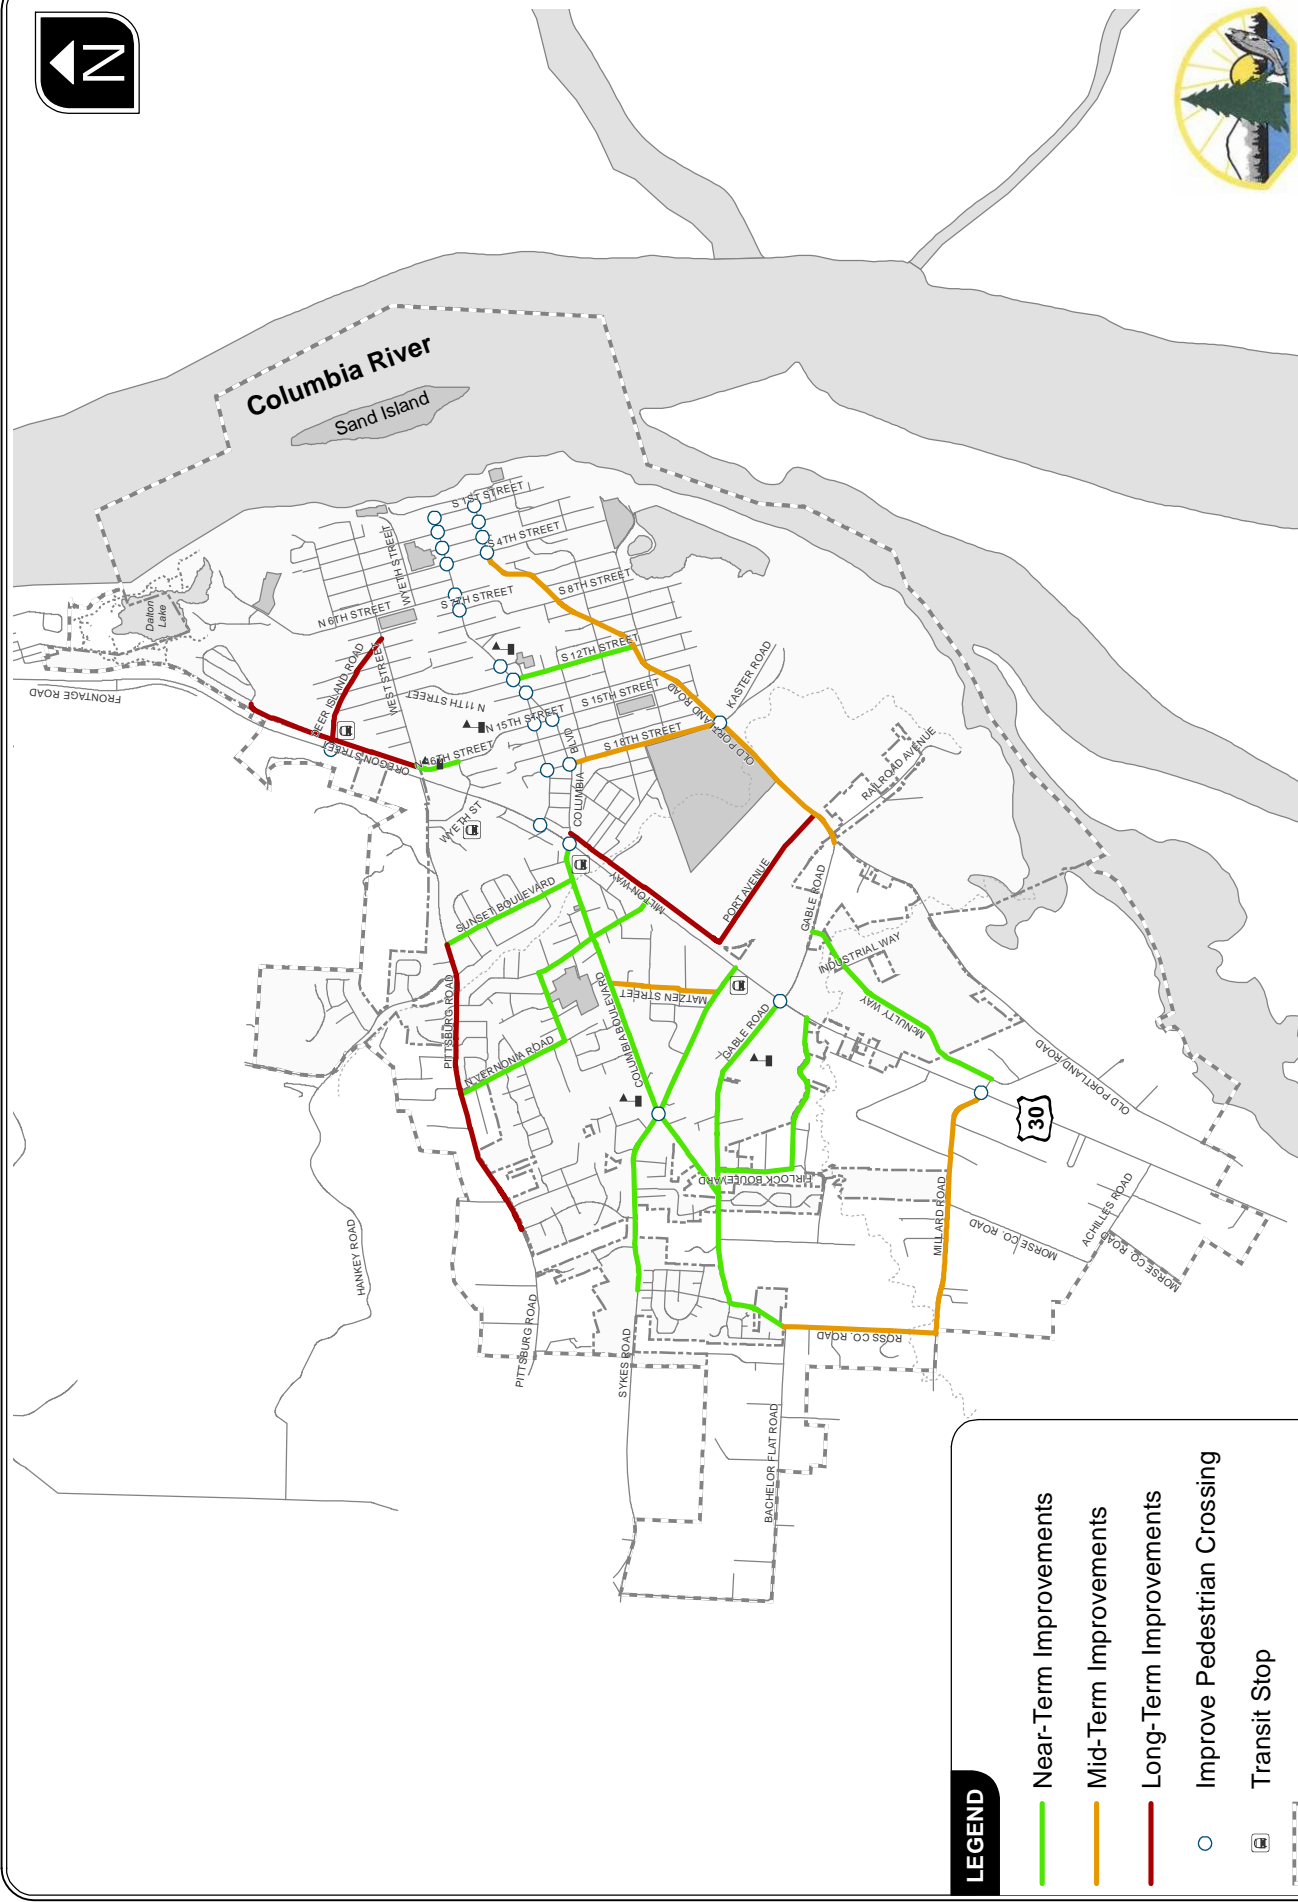 N
Columbia River
Sand Island
Dalton
Lake
FRONTAGE ROAD
DEER ISLAND ROAD
OREGON STREET
N 6TH STREET
WYETH STREET
WEST STREET
N 11TH STREET
N 15TH STREET
N 16TH STREET
S 1ST STREET
S 4TH STREET
S 7TH STREET
S 8TH STREET
S 12TH STREET
S 15TH STREET
S 18TH STREET
OLD PORTLAND ROAD
KASTER ROAD
RAILROAD AVENUE
WYETH ST
COLUMBIA
BLVD
SUNSET BOULEVARD
MILTON WAY
PORT AVENUE
GABLE ROAD
INDUSTRIAL WAY
McNULTY WAY
PITTSBURG ROAD
N VERNONIA ROAD
COLUMBIA BOULEVARD
MATZEN STREET
GABLE ROAD
FIRLOCK BOULEVARD
OLD PORTLAND ROAD
30
HANKEY ROAD
PITTSBURG ROAD
SYKES ROAD
BACHELOR FLAT ROAD
ROSS CO. ROAD
MILLARD ROAD
MORSE CO. ROAD
ACHILLES ROAD
MORSE CO. ROAD
LEGEND
Near-Term Improvements
Mid-Term Improvements
Long-Term Improvements
Improve Pedestrian Crossing
Transit Stop